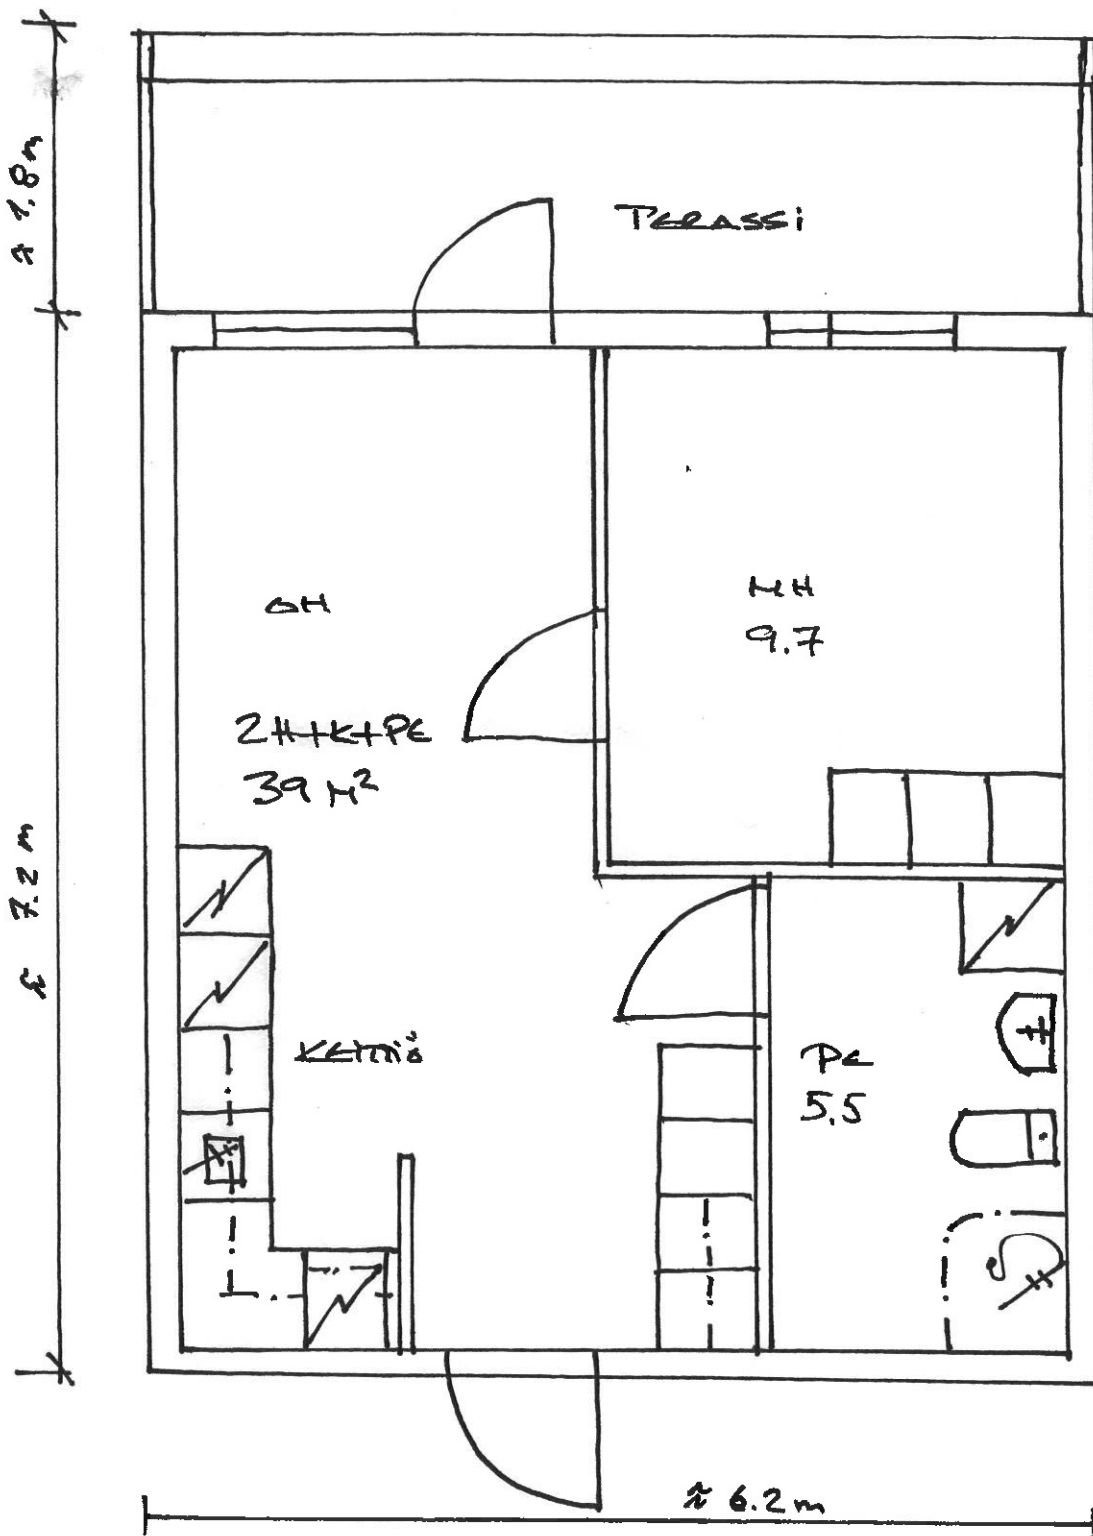 ≈ 1.8 m
TERASSi
OH
MH
9.7
2H+K+PE
39 M²
≈ 7.2 m
KEITTiö
PE
5.5
≈ 6.2 m